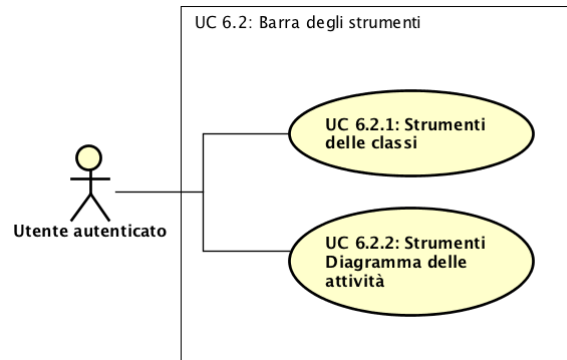 UC 6.2: Barra degli strumenti
UC 6.2.1: Strumenti
delle classi
Utente autenticato
UC 6.2.2: Strumenti
Diagramma delle
attività